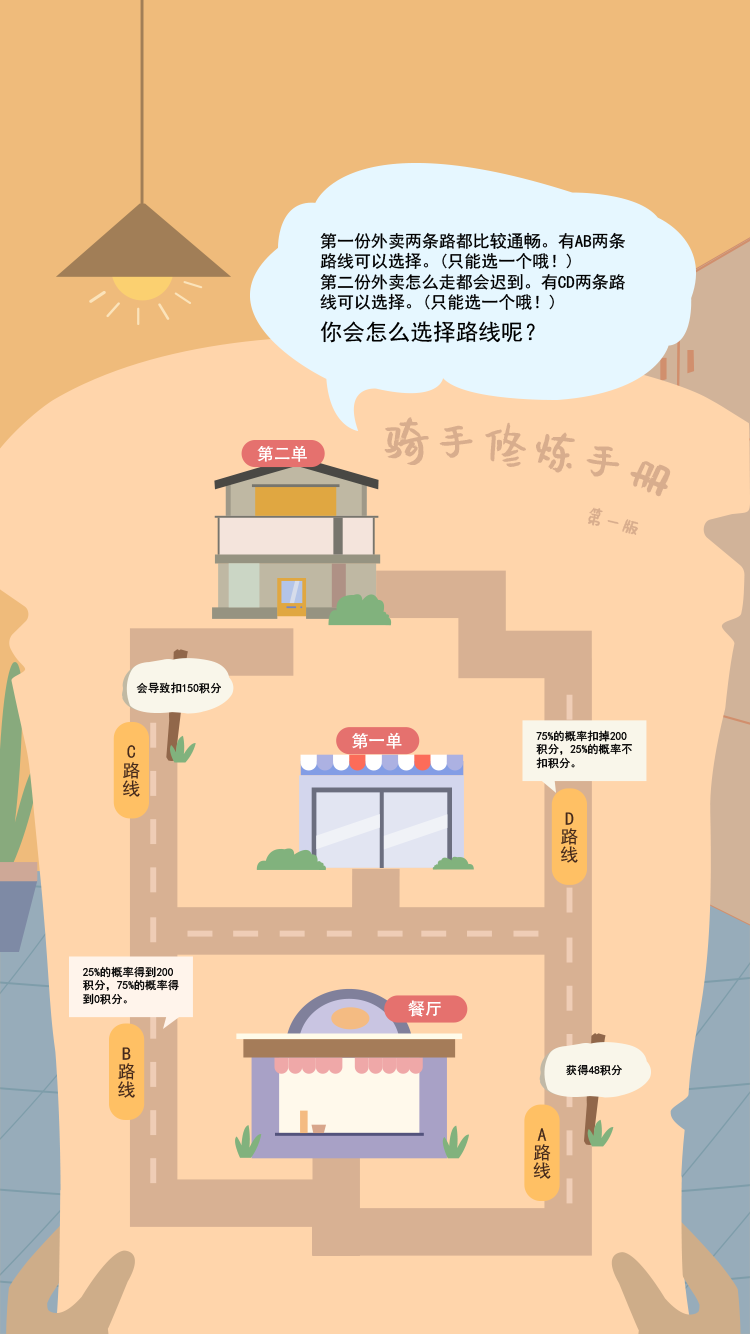 第一份外卖两条路都比较通畅。有AB两条
路线可以选择。(只能选一个哦!)
第二份外卖怎么走都会迟到。有CD两条路
线可以选择。(只能选一个哦!)
你会怎么选择路线呢?
骑手修炼手册
第一版
第二单
会导致扣150积分
C路线
第一单
75%的概率扣掉200
积分，25%的概率不
扣积分。
D路线
25%的概率得到200
积分，75%的概率得
到0积分。
B路线
餐厅
获得48积分
A路线